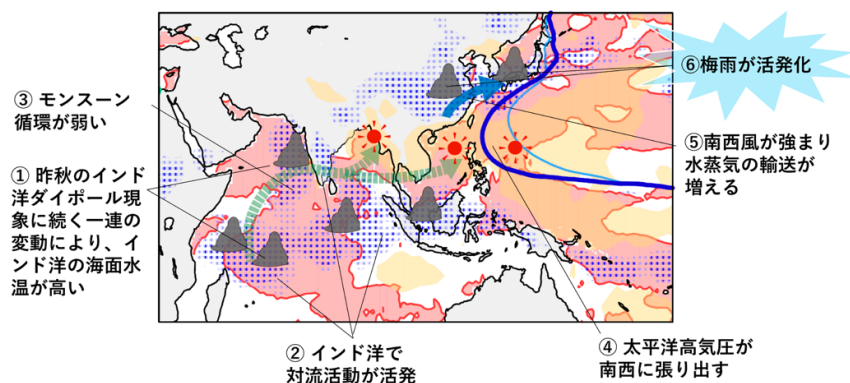 ③ モンスーン
循環が弱い
① 昨秋のインド
洋ダイポール現
象に続く一連の
変動により、イ
ンド洋の海面水
温が高い
② インド洋で
対流活動が活発
④ 太平洋高気圧が
南西に張り出す
⑤南西風が強まり
水蒸気の輸送が
増える
⑥梅雨が活発化